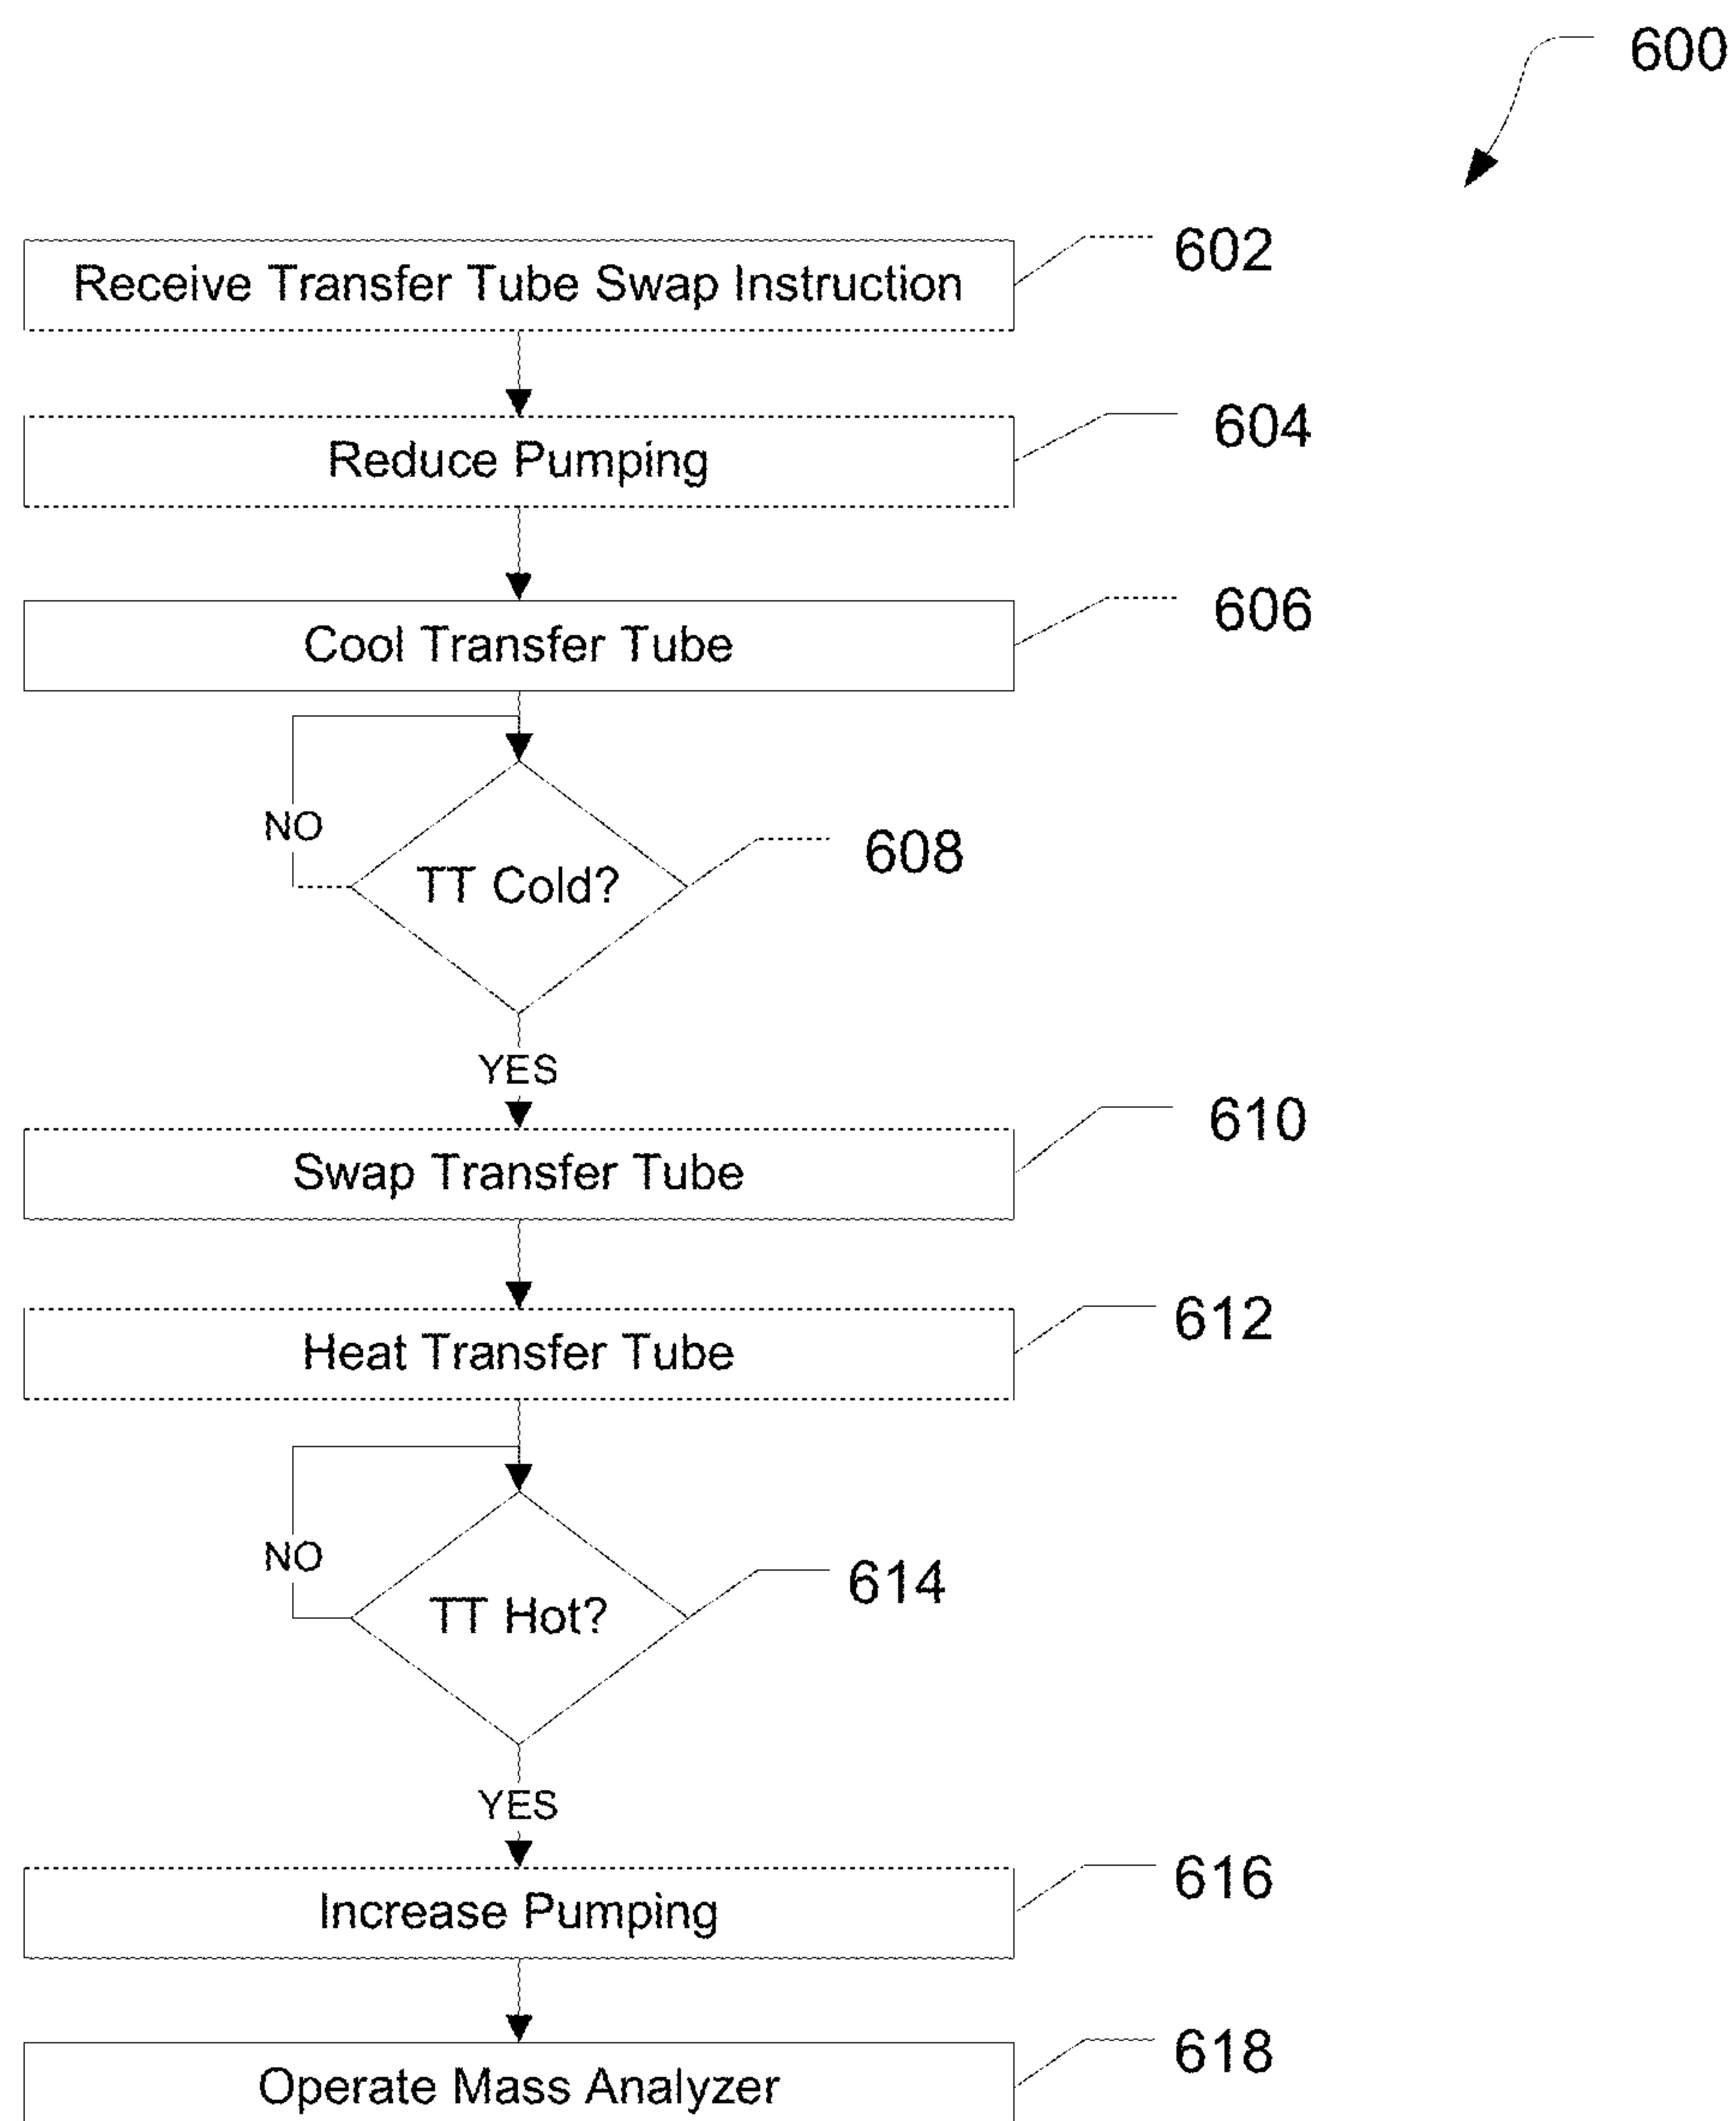 600
Receive Transfer Tube Swap Instruction
602
Reduce Pumping
604
Cool Transfer Tube
606
NO
TT Cold?
608
YES
Swap Transfer Tube
610
Heat Transfer Tube
612
NO
TT Hot?
614
YES
Increase Pumping
616
Operate Mass Analyzer
618